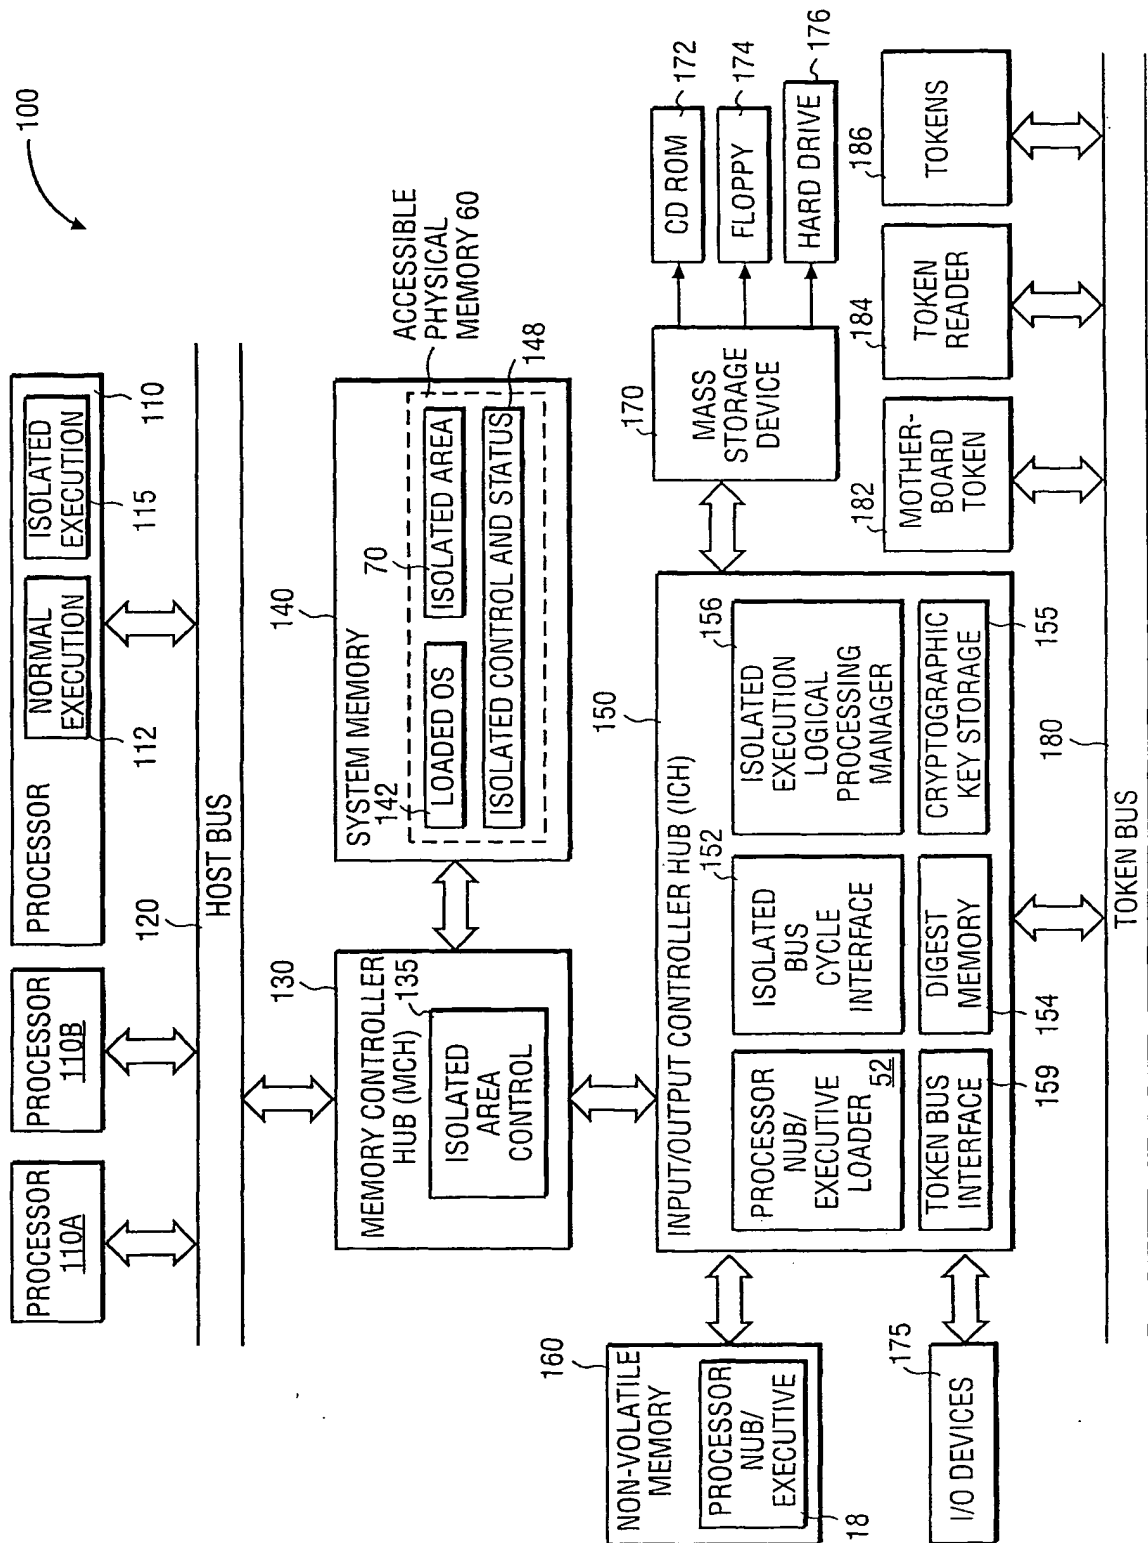 100
PROCESSOR
110A
PROCESSOR
110B
PROCESSOR
NORMAL
EXECUTION
112
ISOLATED
EXECUTION
115
110
120
HOST BUS
130
MEMORY CONTROLLER
HUB (MCH)
135
ISOLATED
AREA
CONTROL
140
SYSTEM MEMORY
142
LOADED OS
70
ISOLATED AREA
ISOLATED CONTROL AND STATUS
148
ACCESSIBLE
PHYSICAL
MEMORY 60
160
NON-VOLATILE
MEMORY
PROCESSOR
NUB/
EXECUTIVE
18
150
INPUT/OUTPUT CONTROLLER HUB (ICH)
PROCESSOR
NUB/
EXECUTIVE
LOADER
52
152
ISOLATED
BUS
CYCLE
INTERFACE
156
ISOLATED
EXECUTION
LOGICAL
PROCESSING
MANAGER
TOKEN BUS
INTERFACE
159
DIGEST
MEMORY
154
CRYPTOGRAPHIC
KEY STORAGE
155
170
MASS
STORAGE
DEVICE
CD ROM
172
FLOPPY
174
HARD DRIVE
176
175
I/O DEVICES
182
MOTHER-
BOARD
TOKEN
184
TOKEN
READER
186
TOKENS
180
TOKEN BUS